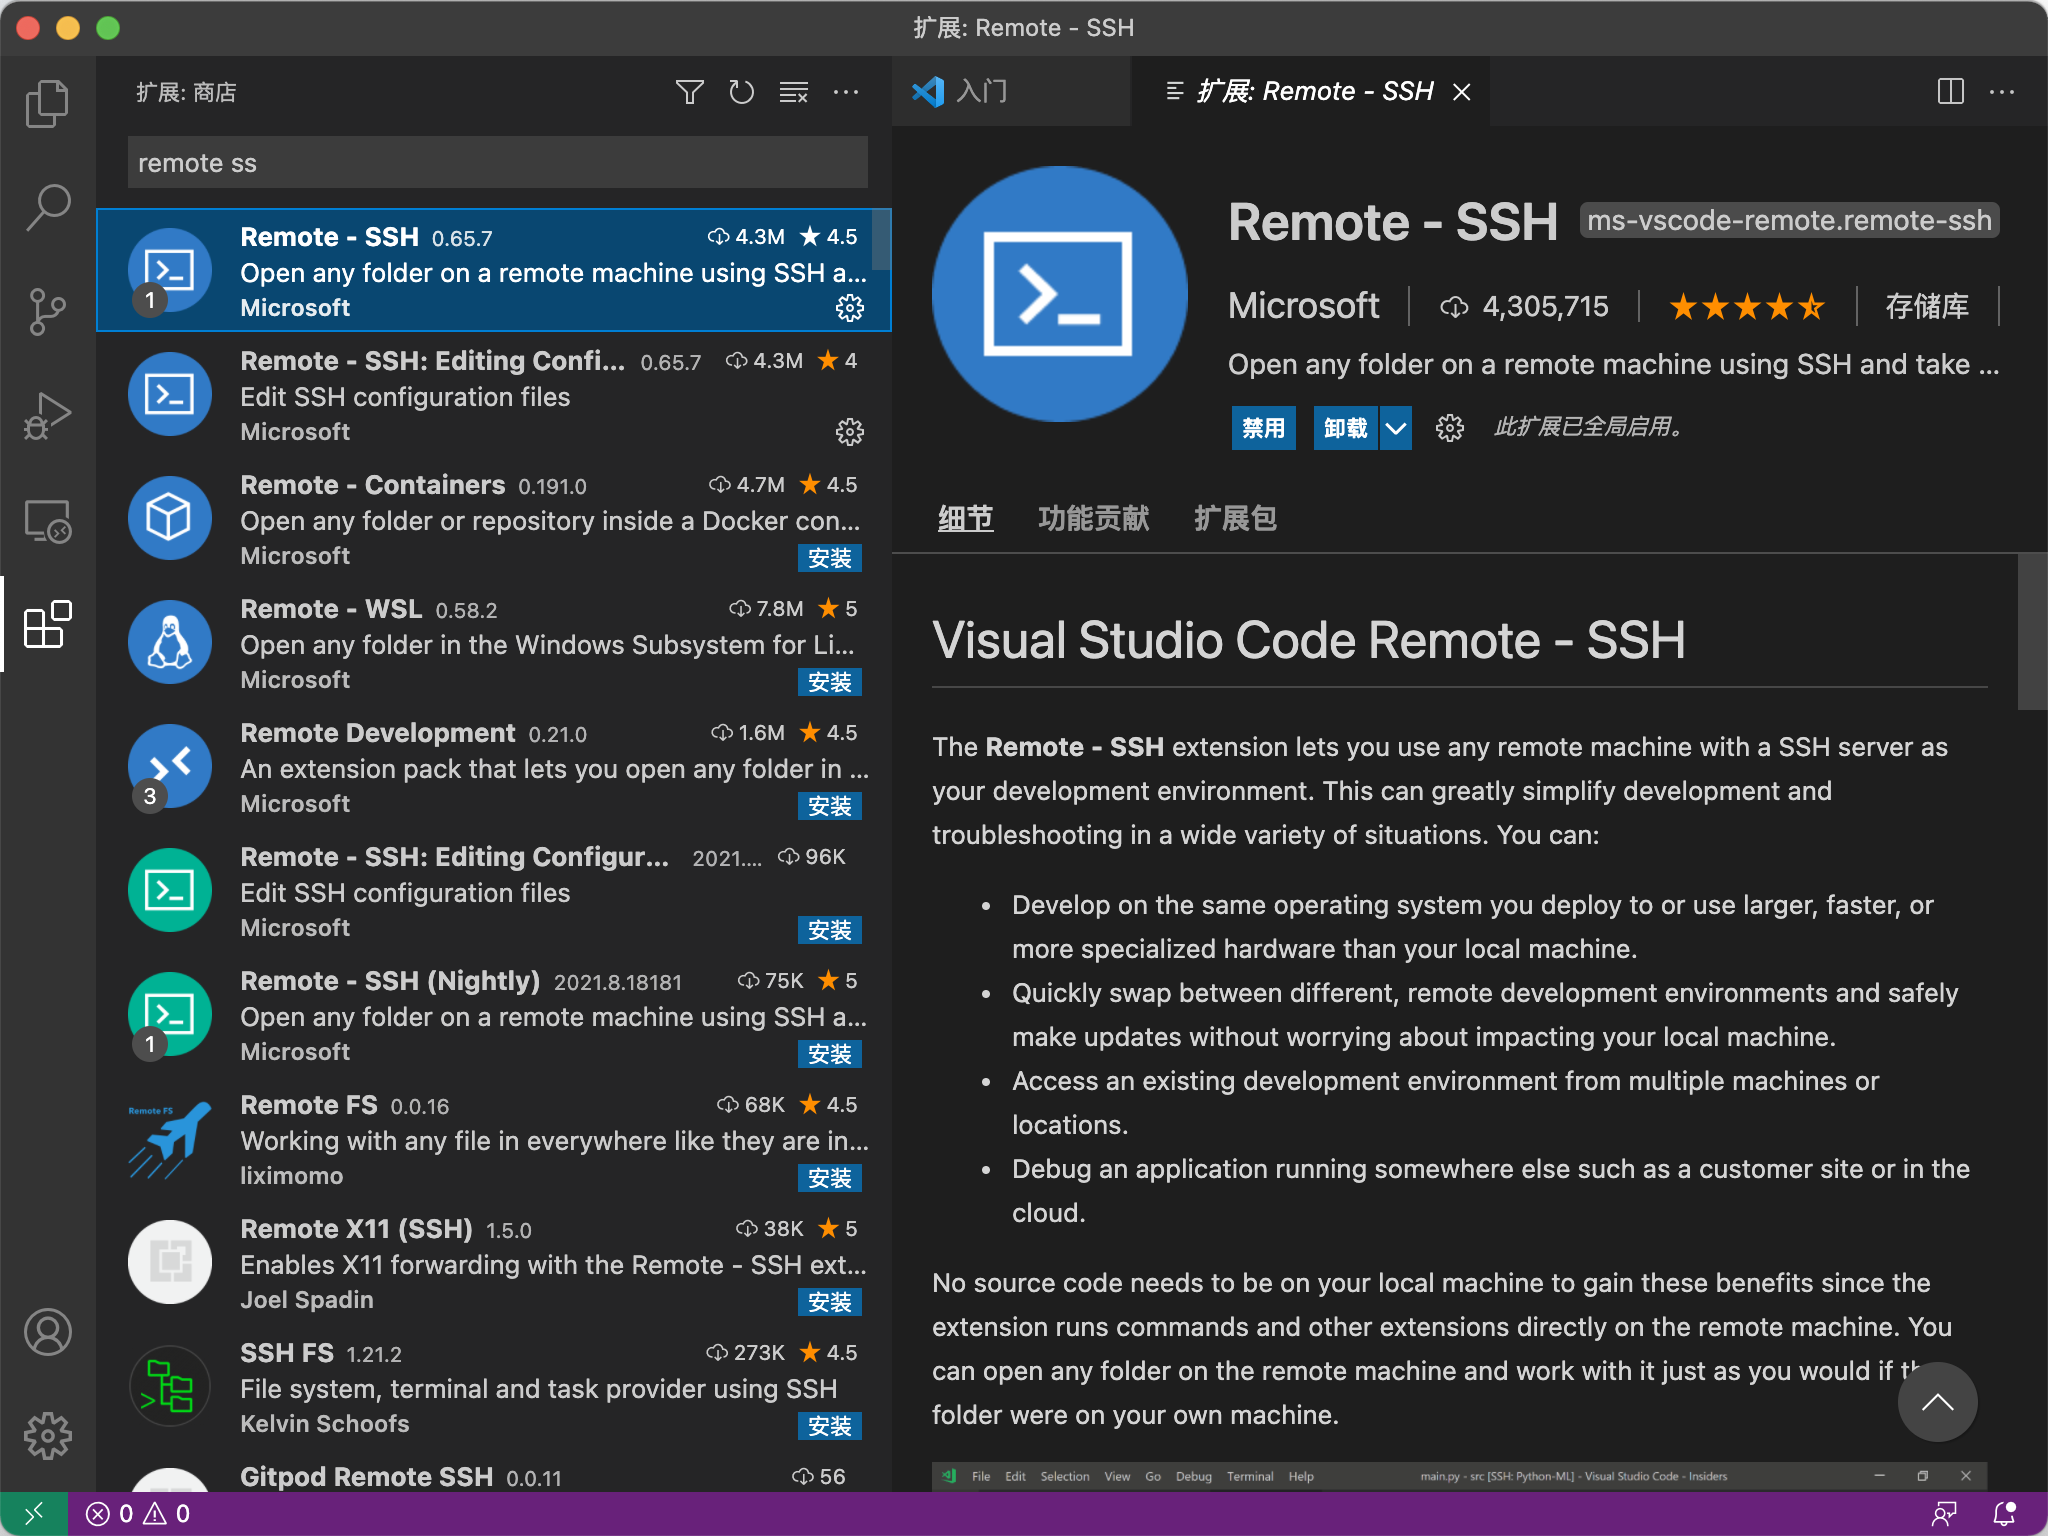 扩展: Remote - SSH
扩展: 商店
remote ss
Remote - SSH 0.65.7 4.3M 4.5
Open any folder on a remote machine using SSH a...
Microsoft
1
Remote - SSH: Editing Confi... 0.65.7 4.3M 4
Edit SSH configuration files
Microsoft
Remote - Containers 0.191.0 4.7M 4.5
Open any folder or repository inside a Docker con...
Microsoft 安装
Remote - WSL 0.58.2 7.8M 5
Open any folder in the Windows Subsystem for Li...
Microsoft 安装
Remote Development 0.21.0 1.6M 4.5
An extension pack that lets you open any folder in ...
3
Microsoft 安装
Remote - SSH: Editing Configur... 2021.... 96K
Edit SSH configuration files
Microsoft 安装
Remote - SSH (Nightly) 2021.8.18181 75K 5
Open any folder on a remote machine using SSH a...
1
Microsoft 安装
Remote FS
Remote FS 0.0.16 68K 4.5
Working with any file in everywhere like they are in...
liximomo 安装
Remote X11 (SSH) 1.5.0 38K 5
Enables X11 forwarding with the Remote - SSH ext...
Joel Spadin 安装
SSH FS 1.21.2 273K 4.5
File system, terminal and task provider using SSH
Kelvin Schoofs 安装
Gitpod Remote SSH 0.0.11 56
入门
扩展: Remote - SSH
Remote - SSH ms-vscode-remote.remote-ssh
Microsoft 4,305,715 存储库
Open any folder on a remote machine using SSH and take ...
禁用 卸载 此扩展已全局启用。
细节 功能贡献 扩展包
Visual Studio Code Remote - SSH
The Remote - SSH extension lets you use any remote machine with a SSH server as
your development environment. This can greatly simplify development and
troubleshooting in a wide variety of situations. You can:
• Develop on the same operating system you deploy to or use larger, faster, or
more specialized hardware than your local machine.
• Quickly swap between different, remote development environments and safely
make updates without worrying about impacting your local machine.
• Access an existing development environment from multiple machines or
locations.
• Debug an application running somewhere else such as a customer site or in the
cloud.
No source code needs to be on your local machine to gain these benefits since the
extension runs commands and other extensions directly on the remote machine. You
can open any folder on the remote machine and work with it just as you would if
folder were on your own machine.
File Edit Selection View Go Debug Terminal Help main.py - src [SSH: Python-ML] - Visual Studio Code - Insiders
0 0